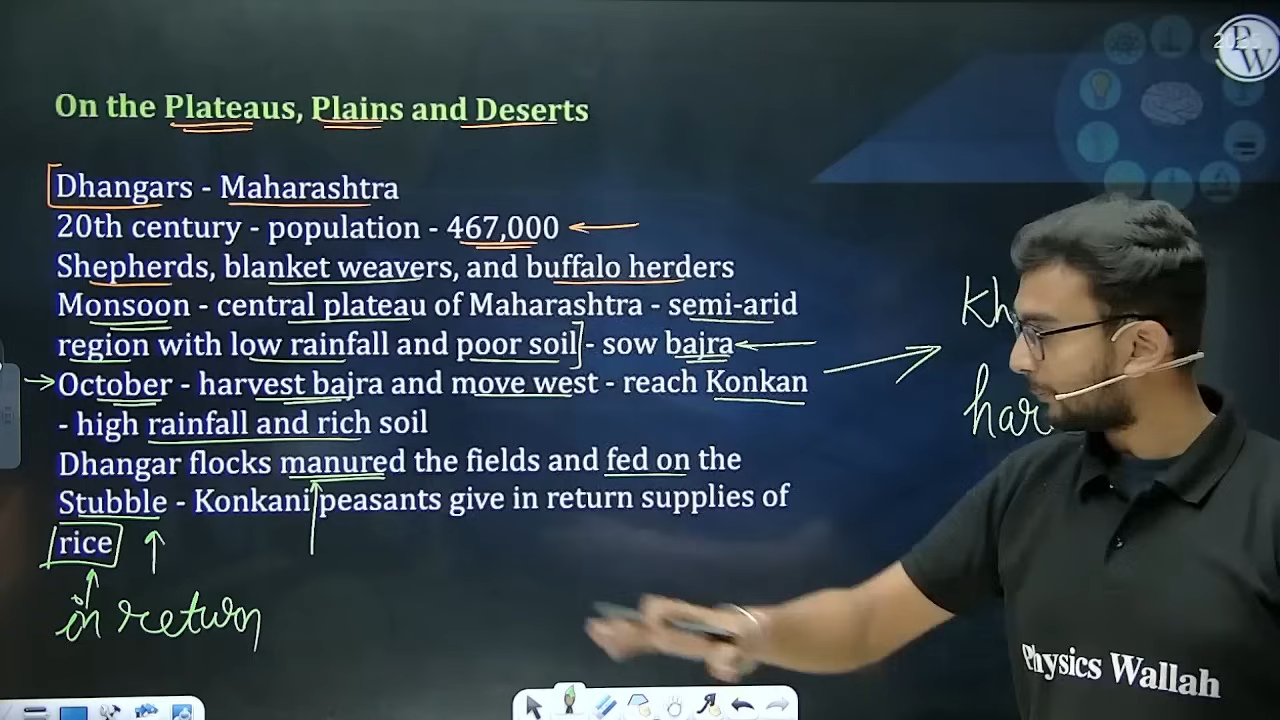 On the Plateaus, Plains and Deserts
Dhangars - Maharashtra
20th century - population - 467,000
Shepherds, blanket weavers, and buffalo herders
Monsoon - central plateau of Maharashtra - semi-arid
region with low rainfall and poor soil - sow bajra
October - harvest bajra and move west - reach Konkan
- high rainfall and rich soil
Dhangar flocks manured the fields and fed on the
Stubble - Konkani peasants give in return supplies of
rice
in return
Kh
har
PW
Physics Wallah